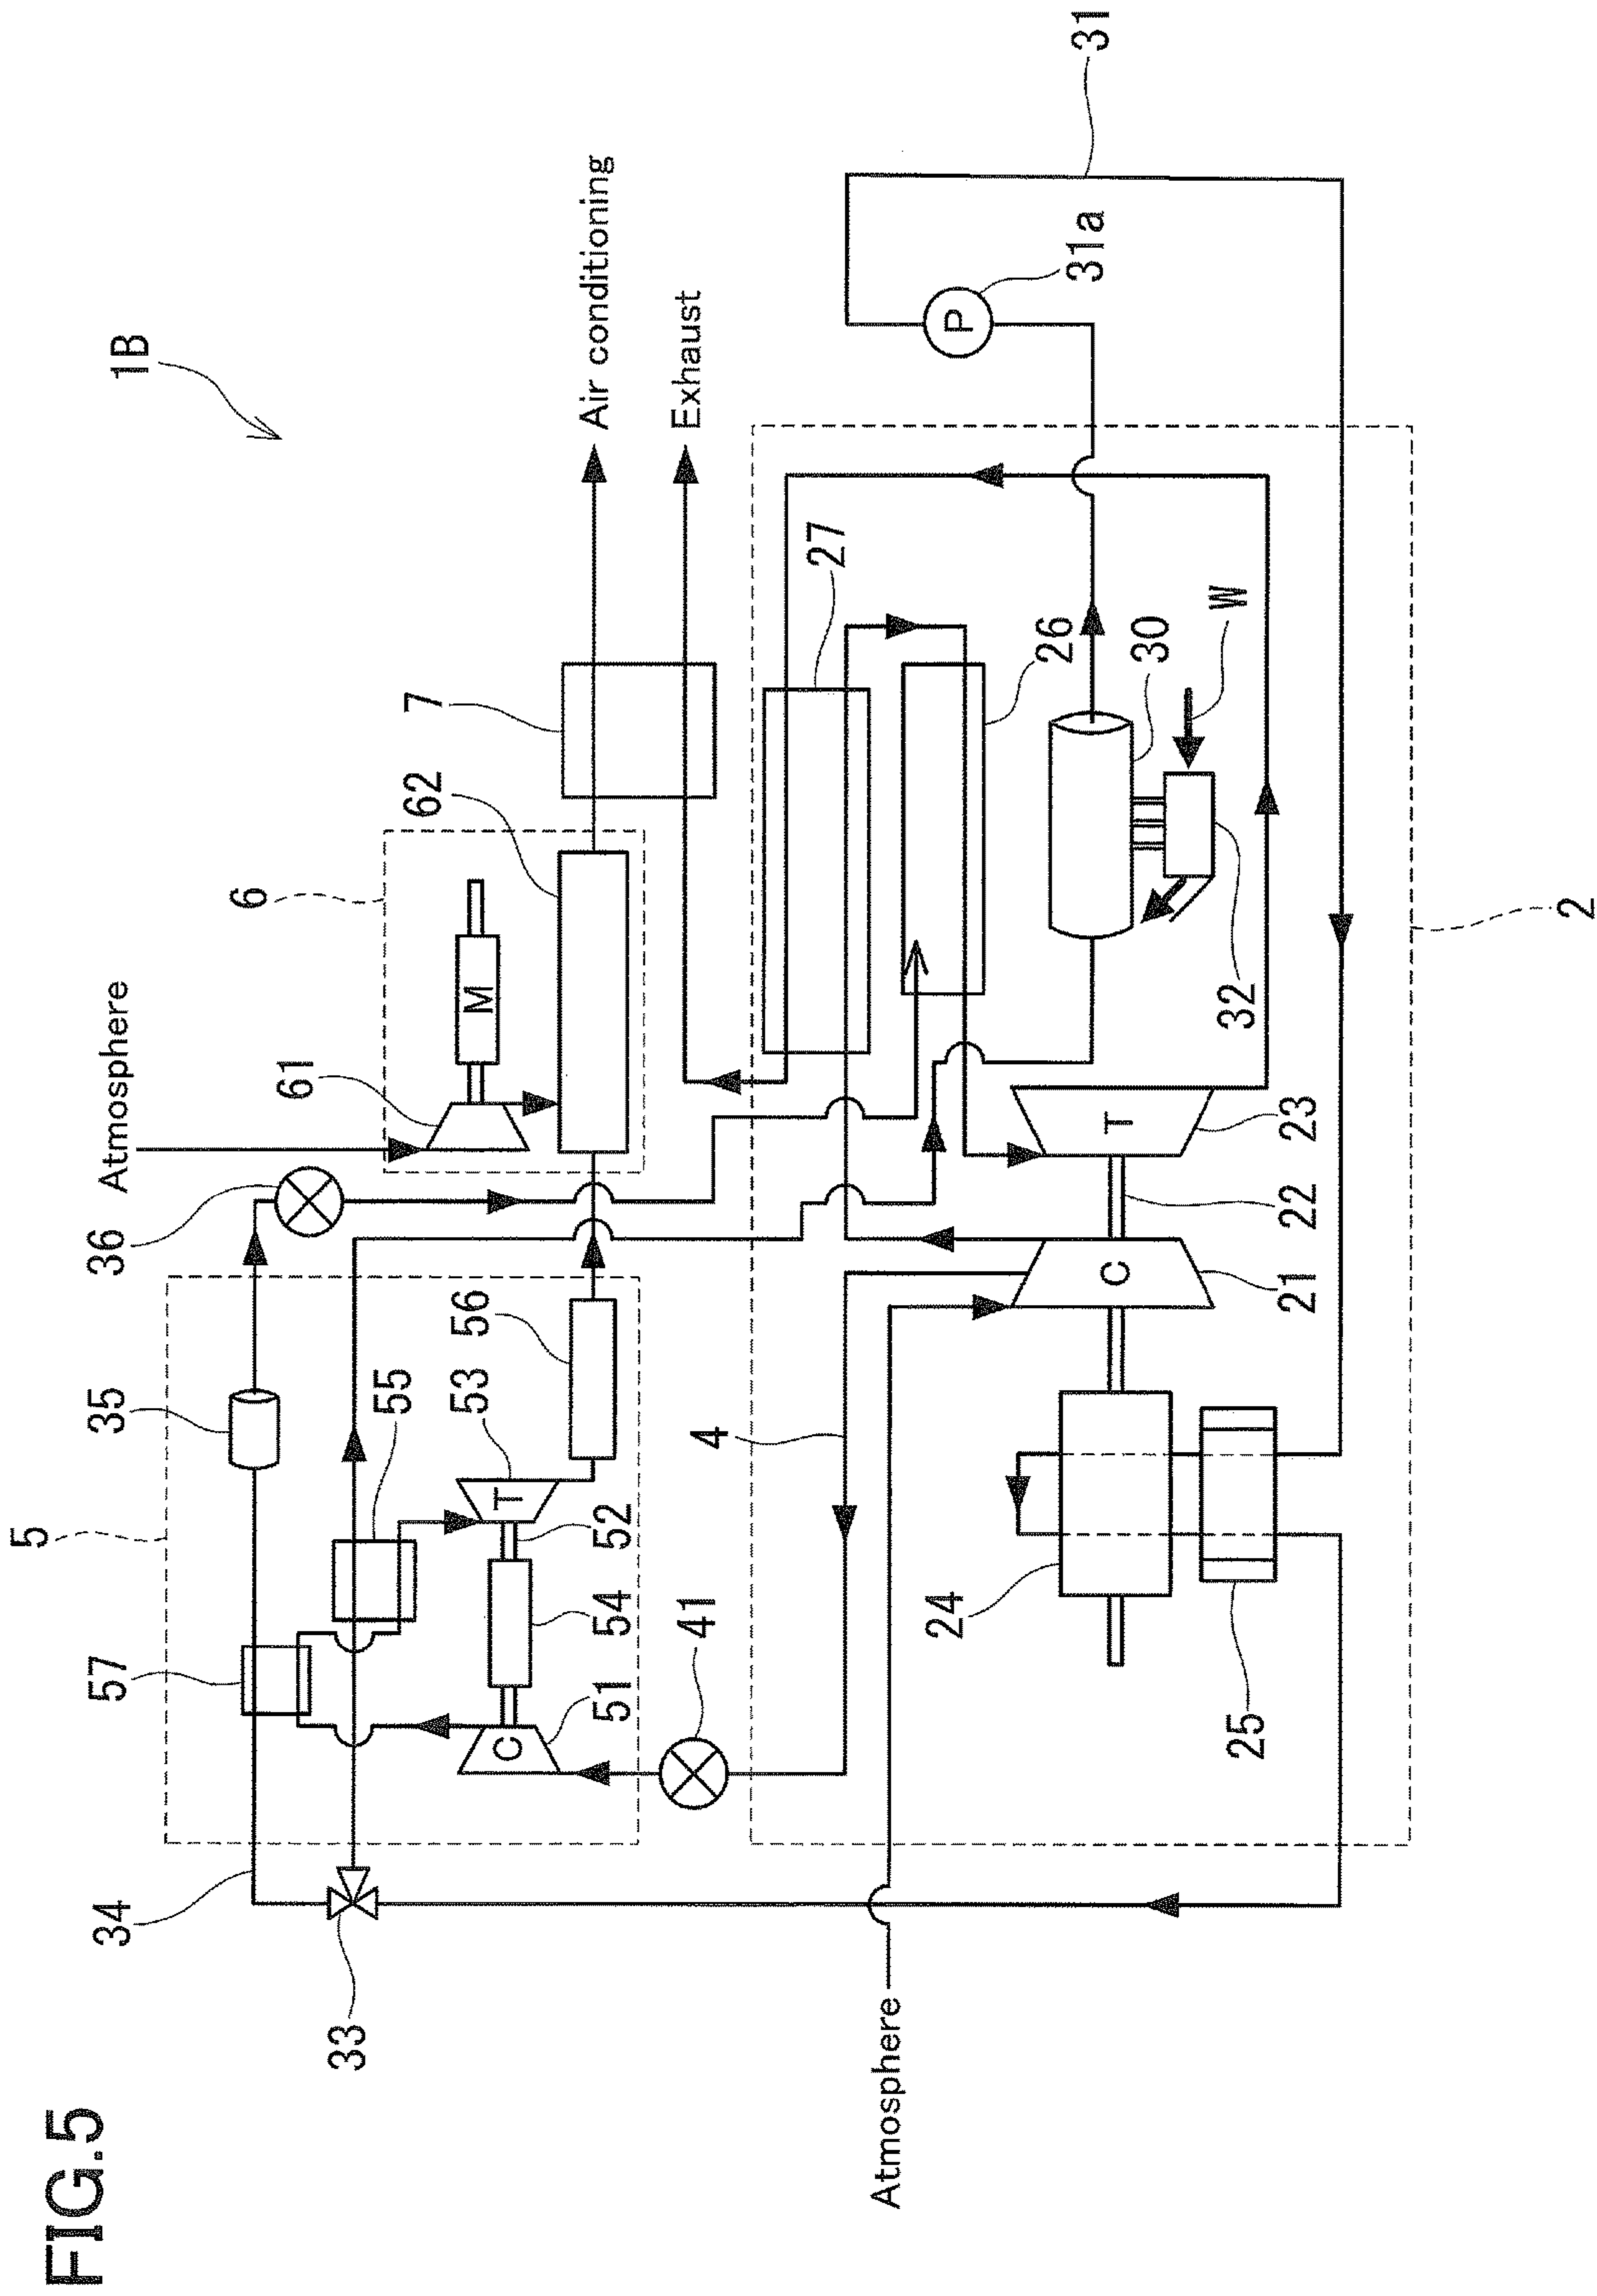 FIG.5
1B
Atmosphere
Air conditioning
Exhaust
5
6
7
2
4
31
31a
P
33
34
35
36
57
55
56
53
T
52
54
51
C
41
61
M
62
27
26
30
32
W
23
T
22
21
C
24
25
Atmosphere